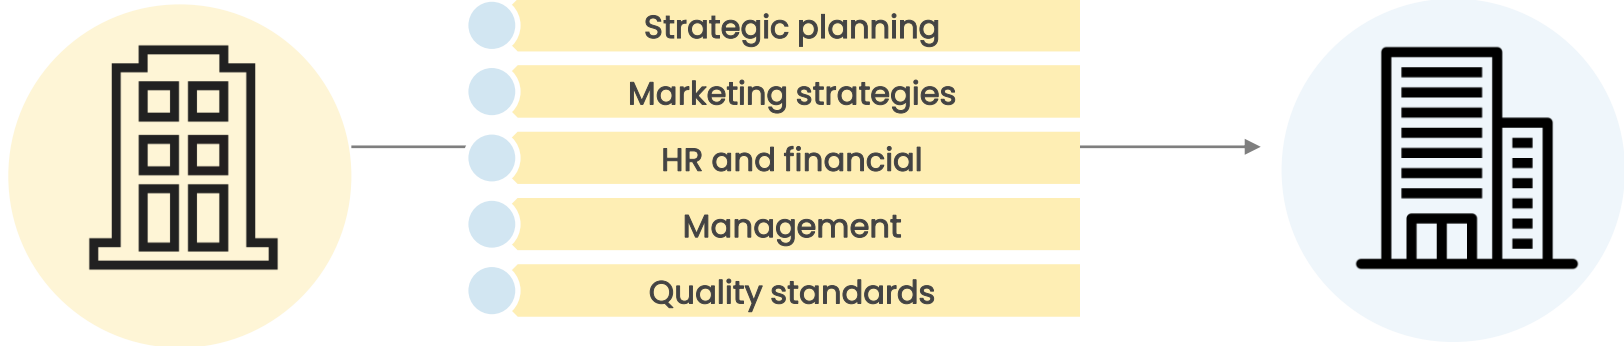 Strategic planning
Marketing strategies
HR and financial
Management
Quality standards